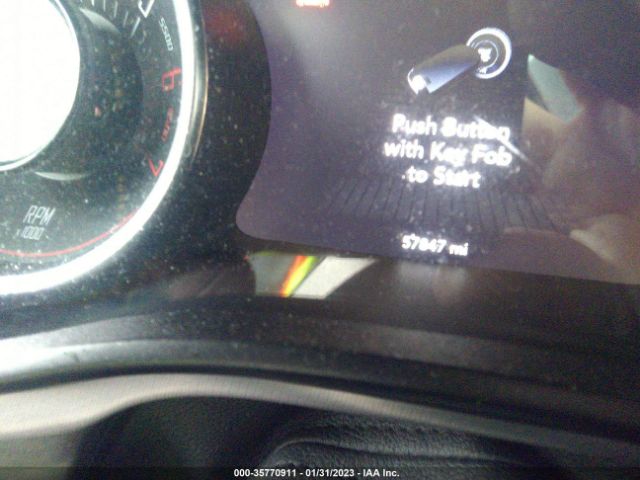 5500
6
7
RPM
x1000
Push Button
with Key Fob
to Start
57847 mi
000-35770911 - 01/31/2023 - IAA Inc.